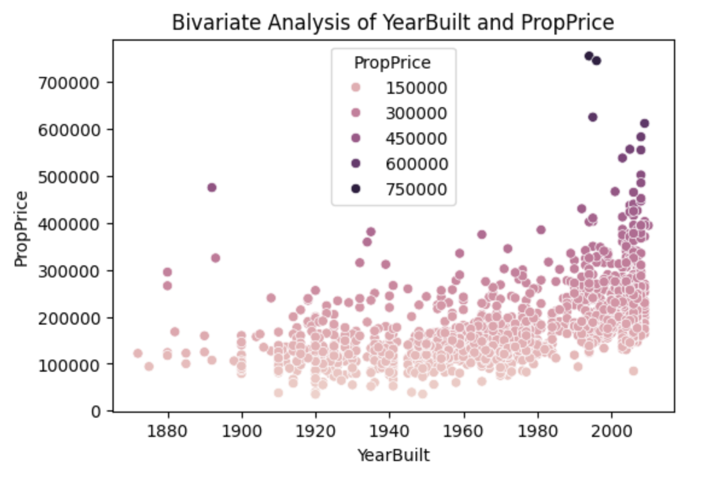 Bivariate Analysis of YearBuilt and PropPrice
PropPrice
150000
300000
450000
600000
750000
PropPrice
700000
600000
500000
400000
300000
200000
100000
0
1880 1900 1920 1940 1960 1980 2000
YearBuilt